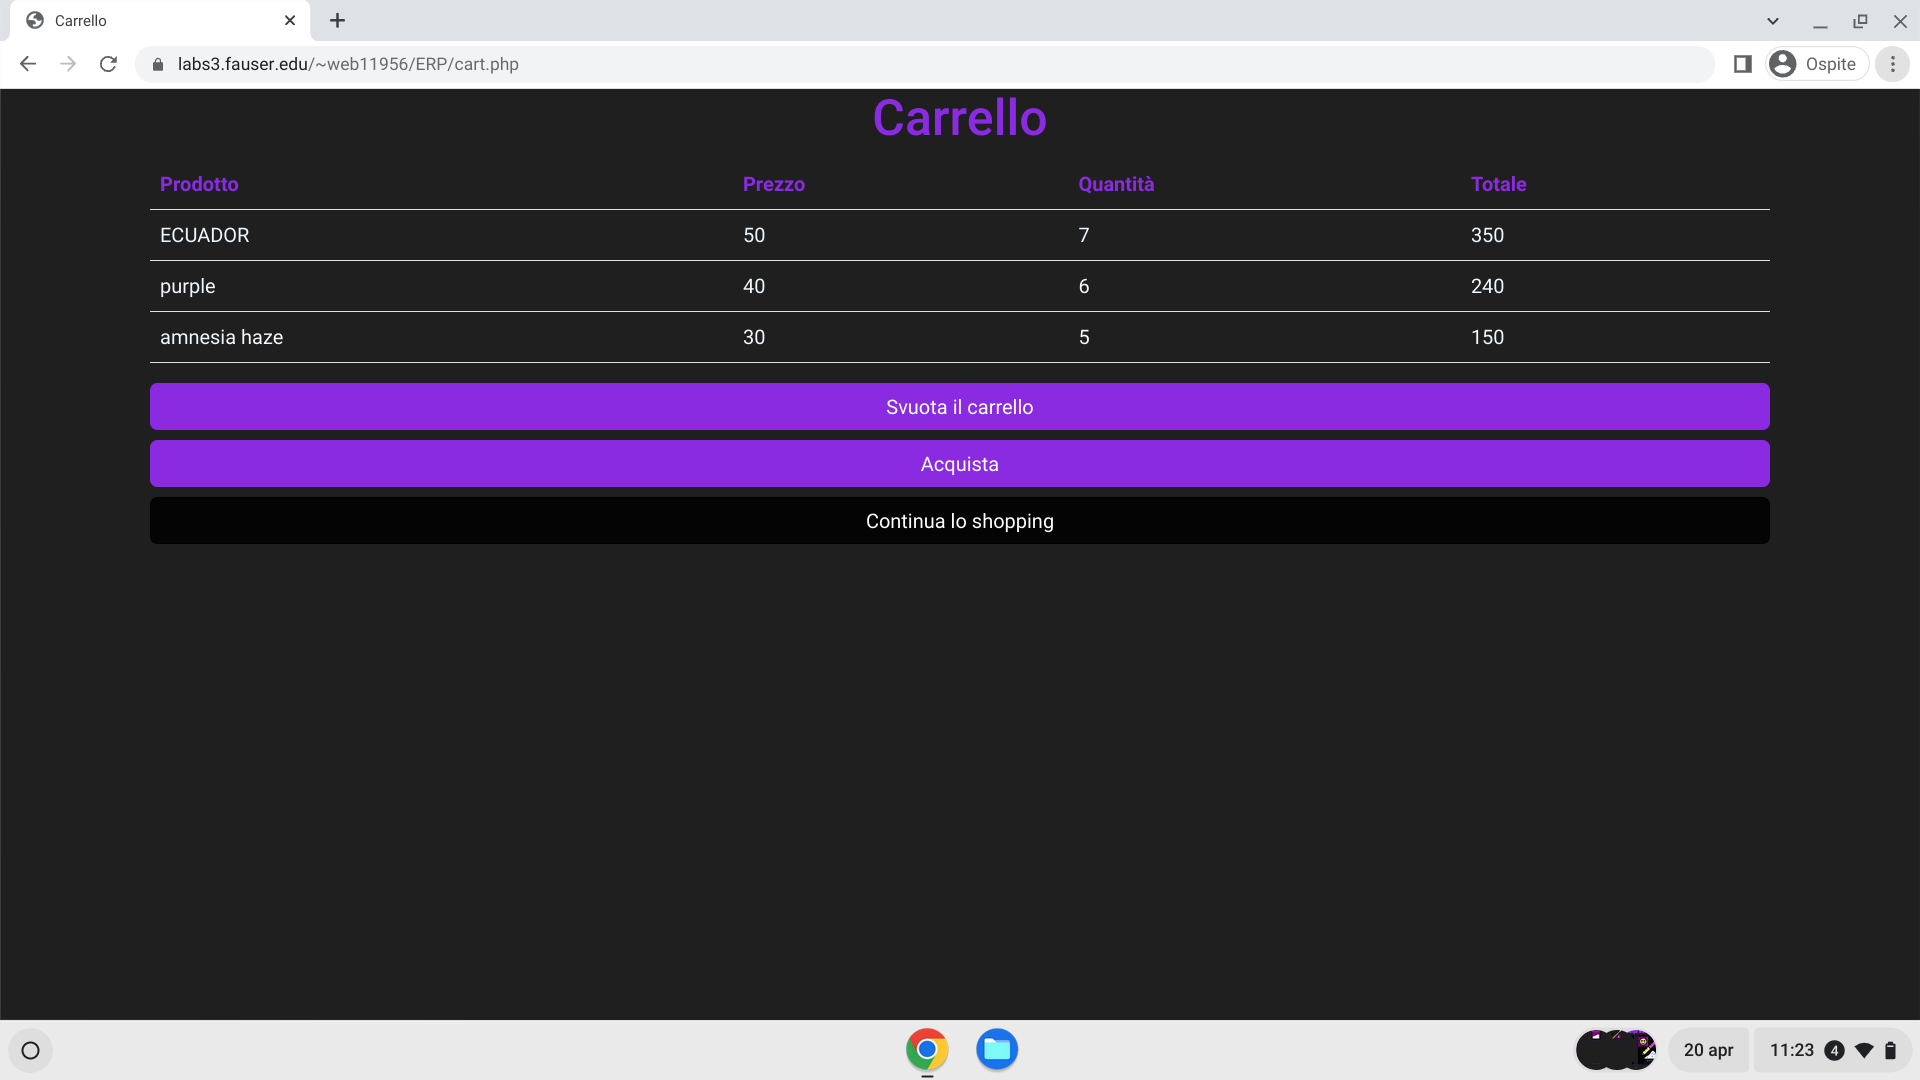 Carrello
labs3.fauser.edu/~web11956/ERP/cart.php
Ospite
Carrello
Prodotto Prezzo Quantità Totale
ECUADOR 50 7 350
purple 40 6 240
amnesia haze 30 5 150
Svuota il carrello
Acquista
Continua lo shopping
20 apr 11:23 4